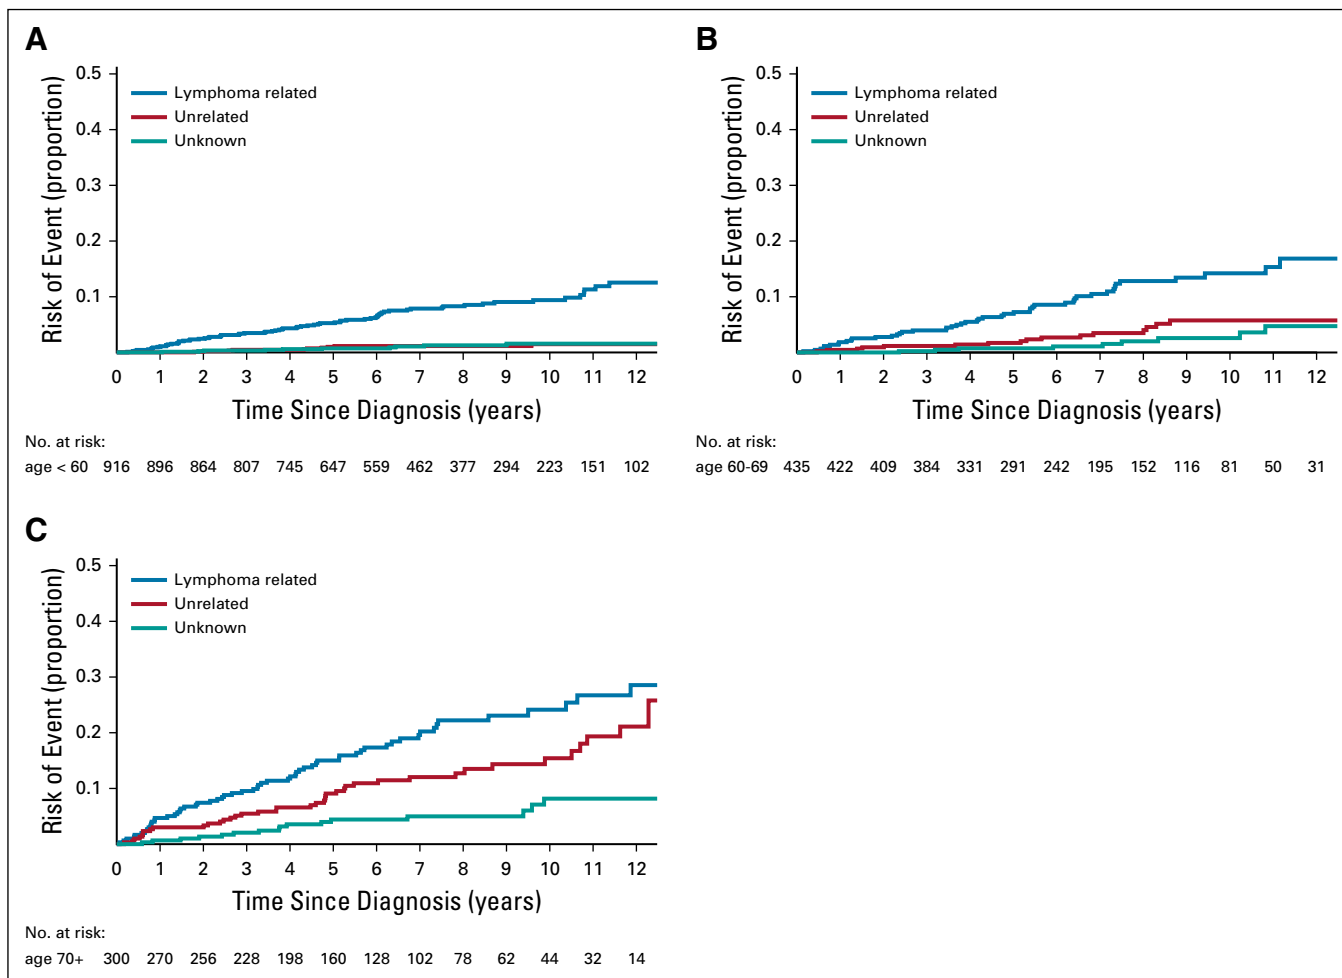 A
Risk of Event (proportion)
0.5
0.4
0.3
0.2
0.1
Lymphoma related
Unrelated
Unknown
0 1 2 3 4 5 6 7 8 9 10 11 12
Time Since Diagnosis (years)
No. at risk:
age < 60 916 896 864 807 745 647 559 462 377 294 223 151 102
B
Risk of Event (proportion)
0.5
0.4
0.3
0.2
0.1
Lymphoma related
Unrelated
Unknown
0 1 2 3 4 5 6 7 8 9 10 11 12
Time Since Diagnosis (years)
No. at risk:
age 60-69 435 422 409 384 331 291 242 195 152 116 81 50 31
C
Risk of Event (proportion)
0.5
0.4
0.3
0.2
0.1
Lymphoma related
Unrelated
Unknown
0 1 2 3 4 5 6 7 8 9 10 11 12
Time Since Diagnosis (years)
No. at risk:
age 70+ 300 270 256 228 198 160 128 102 78 62 44 32 14